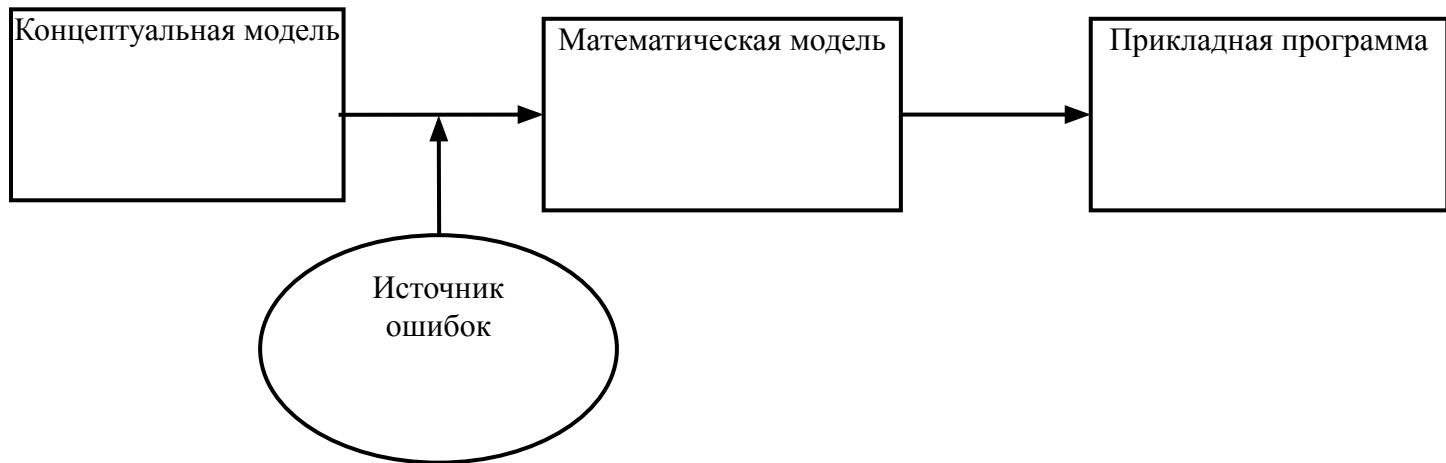 Концептуальная модель
Математическая модель
Прикладная программа
Источник
ошибок